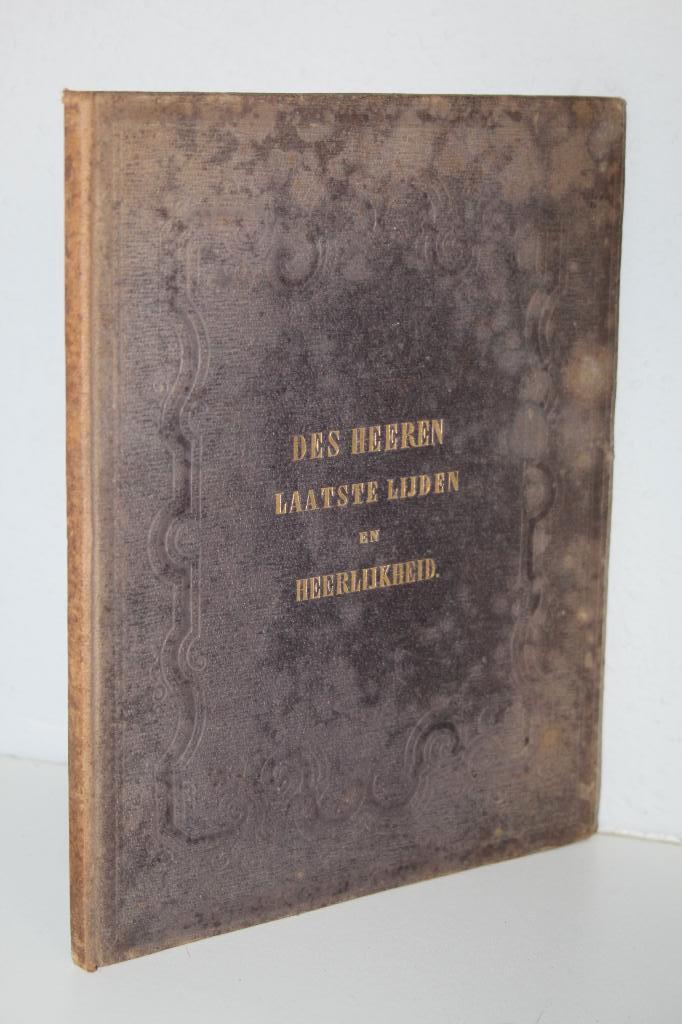 DES HEEREN
LAATSTE LIJDEN
EN
HEERLIJKHEID.